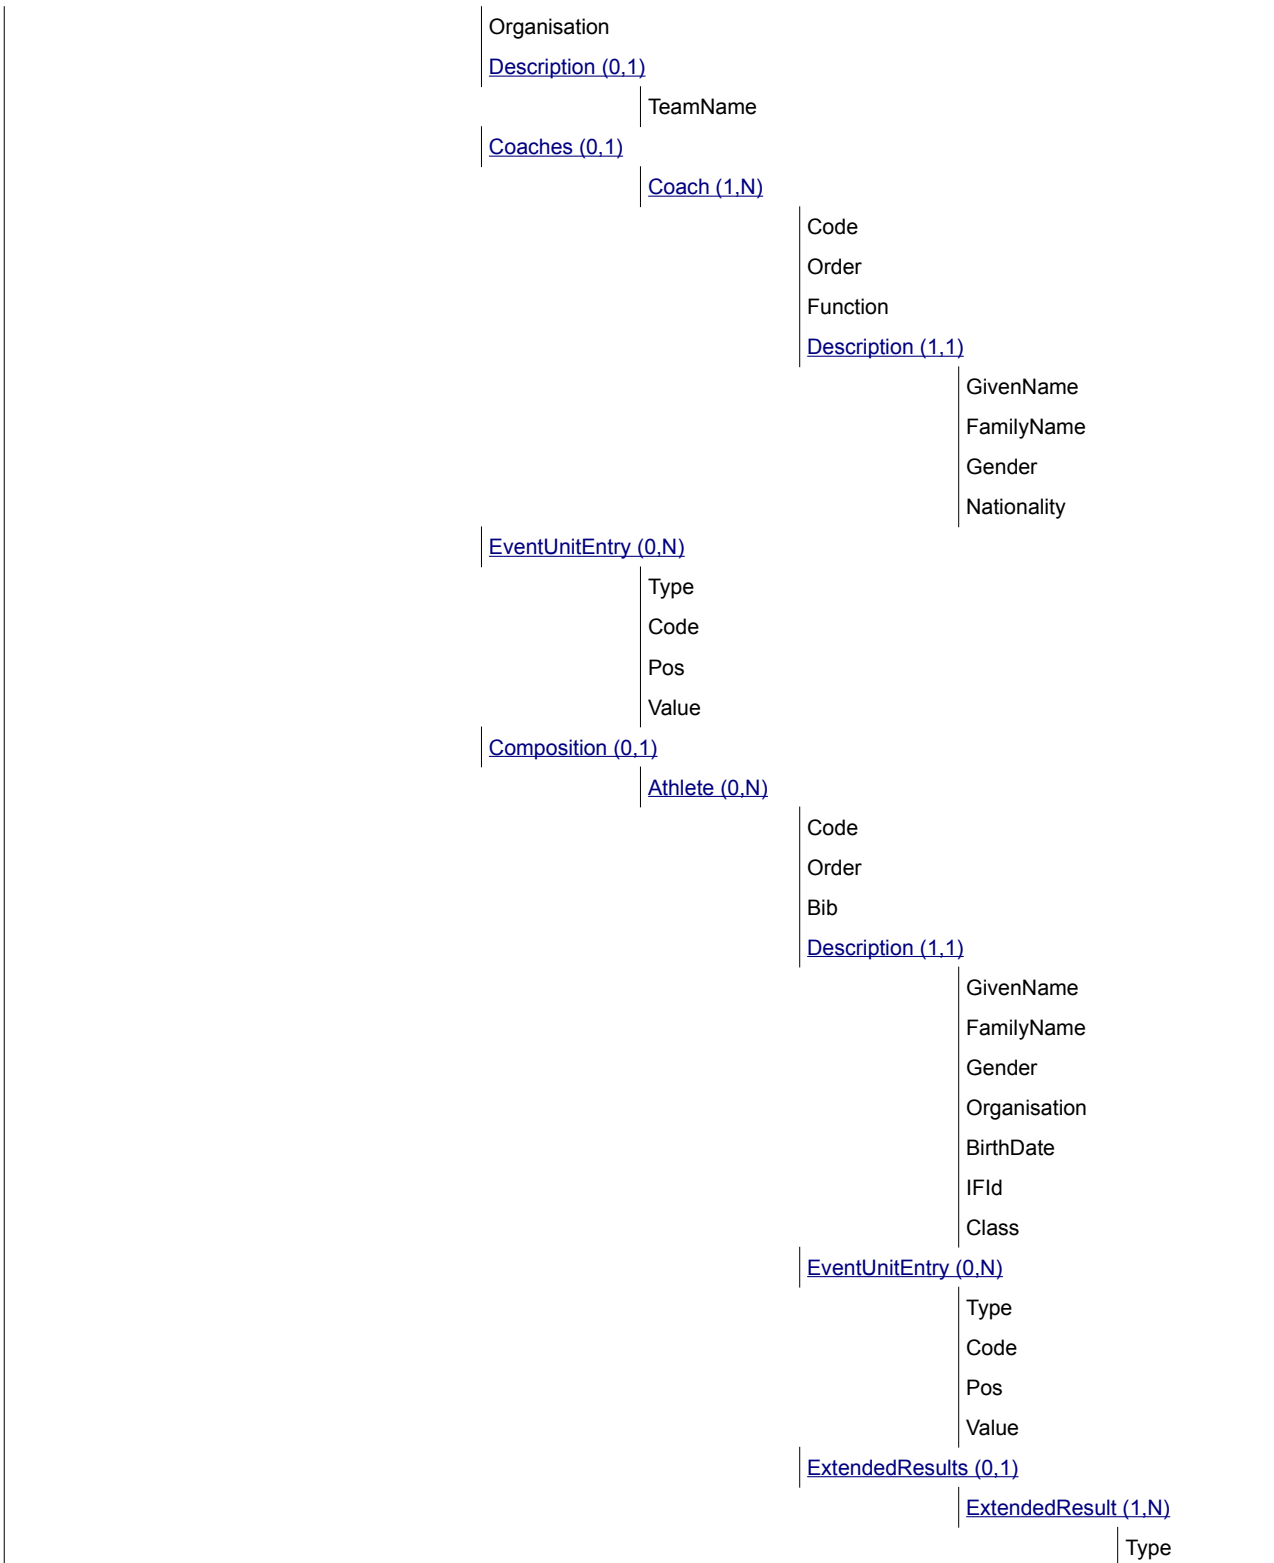 Organisation
Description (0,1)
TeamName
Coaches (0,1)
Coach (1,N)
Code
Order
Function
Description (1,1)
GivenName
FamilyName
Gender
Nationality
EventUnitEntry (0,N)
Type
Code
Pos
Value
Composition (0,1)
Athlete (0,N)
Code
Order
Bib
Description (1,1)
GivenName
FamilyName
Gender
Organisation
BirthDate
IFId
Class
EventUnitEntry (0,N)
Type
Code
Pos
Value
ExtendedResults (0,1)
ExtendedResult (1,N)
Type